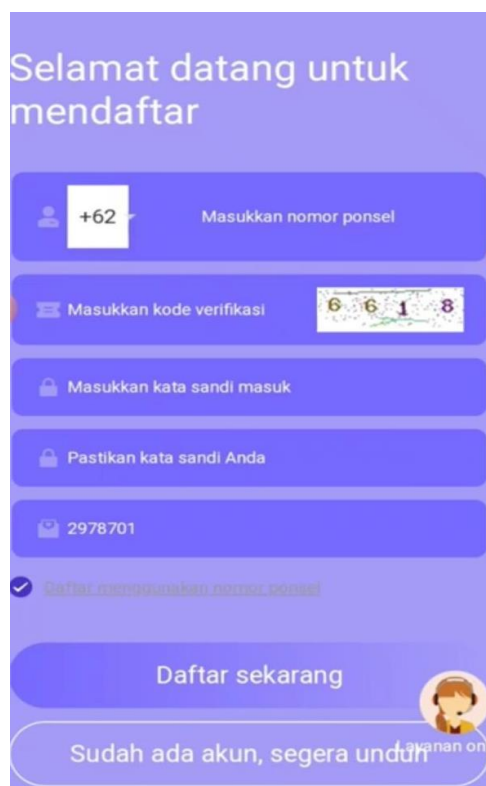 Selamat datang untuk
mendaftar
+62 Masukkan nomor ponsel
Masukkan kode verifikasi 6 6 1 8
Masukkan kata sandi masuk
Pastikan kata sandi Anda
2978701
Daftar menggunakan nomor ponsel
Daftar sekarang
Layanan on
Sudah ada akun, segera unduh